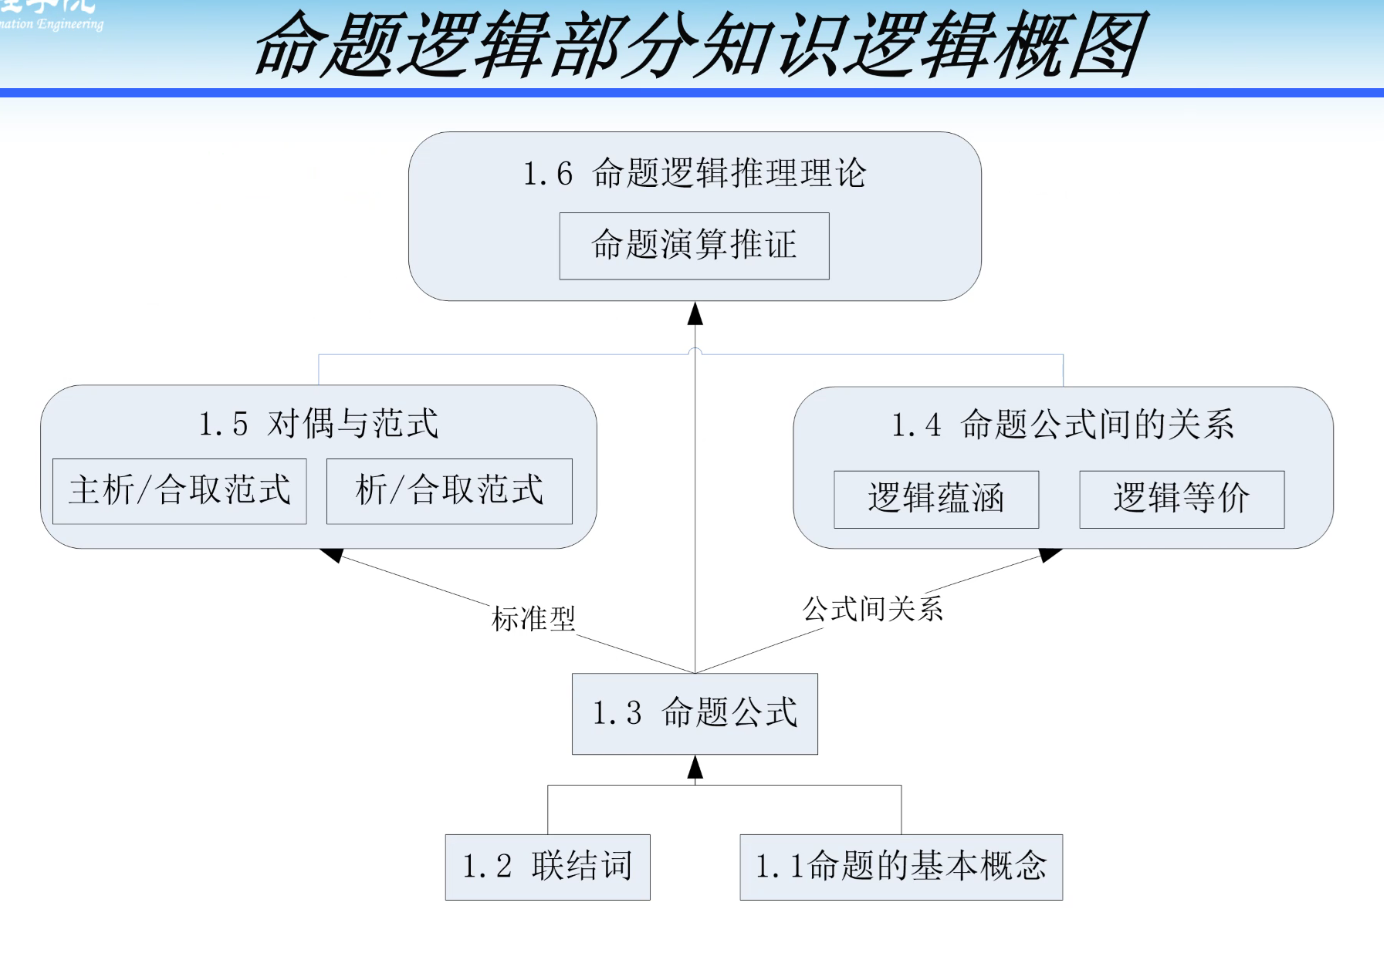 mation Engineering
命题逻辑部分知识逻辑概图
1.6 命题逻辑推理理论
命题演算推证
1.5 对偶与范式
主析/合取范式
析/合取范式
1.4 命题公式间的关系
逻辑蕴涵
逻辑等价
标准型
公式间关系
1.3 命题公式
1.2 联结词
1.1命题的基本概念